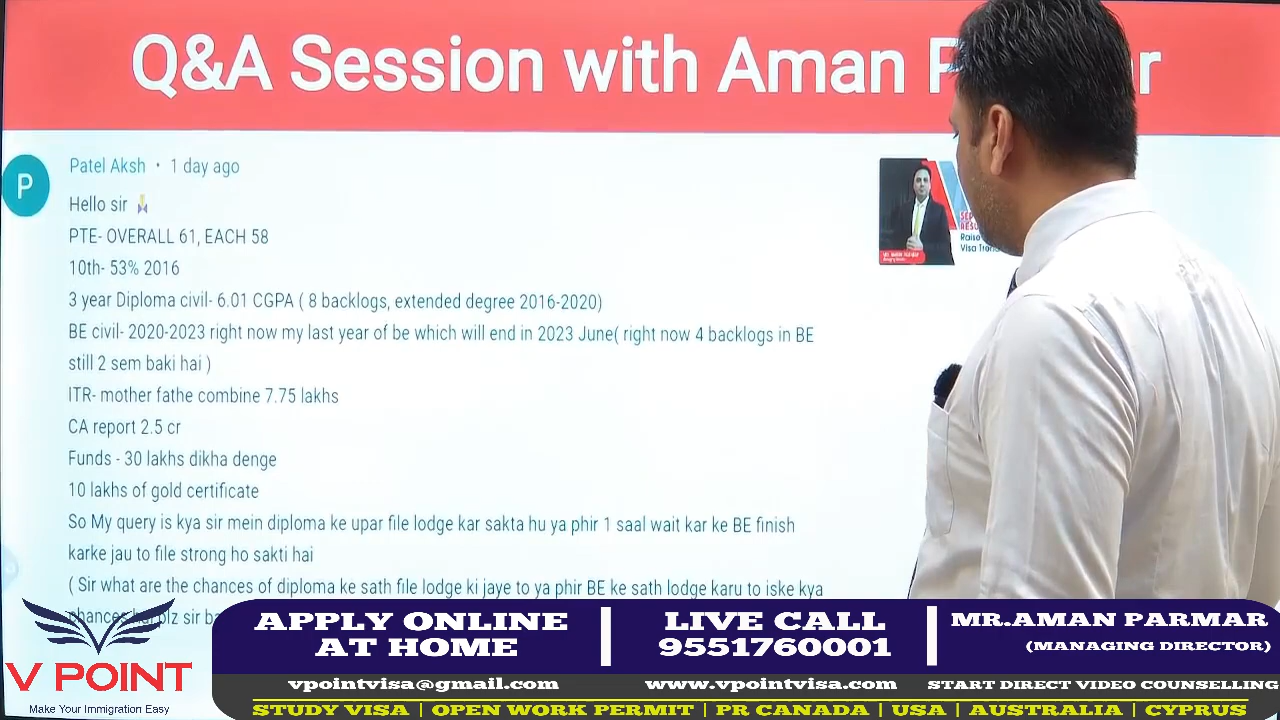 Q&A Session with Aman
P
Patel Aksh • 1 day ago
Hello sir
PTE- OVERALL 61, EACH 58
10th- 53% 2016
3 year Diploma civil- 6.01 CGPA ( 8 backlogs, extended degree 2016-2020)
BE civil- 2020-2023 right now my last year of be which will end in 2023 June( right now 4 backlogs in BE
still 2 sem baki hai )
ITR- mother fathe combine 7.75 lakhs
CA report 2.5 cr
Funds - 30 lakhs dikha denge
10 lakhs of gold certificate
So My query is kya sir mein diploma ke upar file lodge kar sakta hu ya phir 1 saal wait kar ke BE finish
karke jau to file strong ho sakti hai
( Sir what are the chances of diploma ke sath file lodge ki jaye to ya phir BE ke sath lodge karu to iske kya
plz sir
V POINT
Make Your Immigration Easy
APPLY ONLINE
AT HOME
LIVE CALL
9551760001
MR.AMAN PARMAR
(MANAGING DIRECTOR)
vpointvisa@gmail.com
www.vpointvisa.com
START DIRECT VIDEO COUNSELLING
STUDY VISA | OPEN WORK PERMIT | PR CANADA | USA | AUSTRALIA | CYPRUS